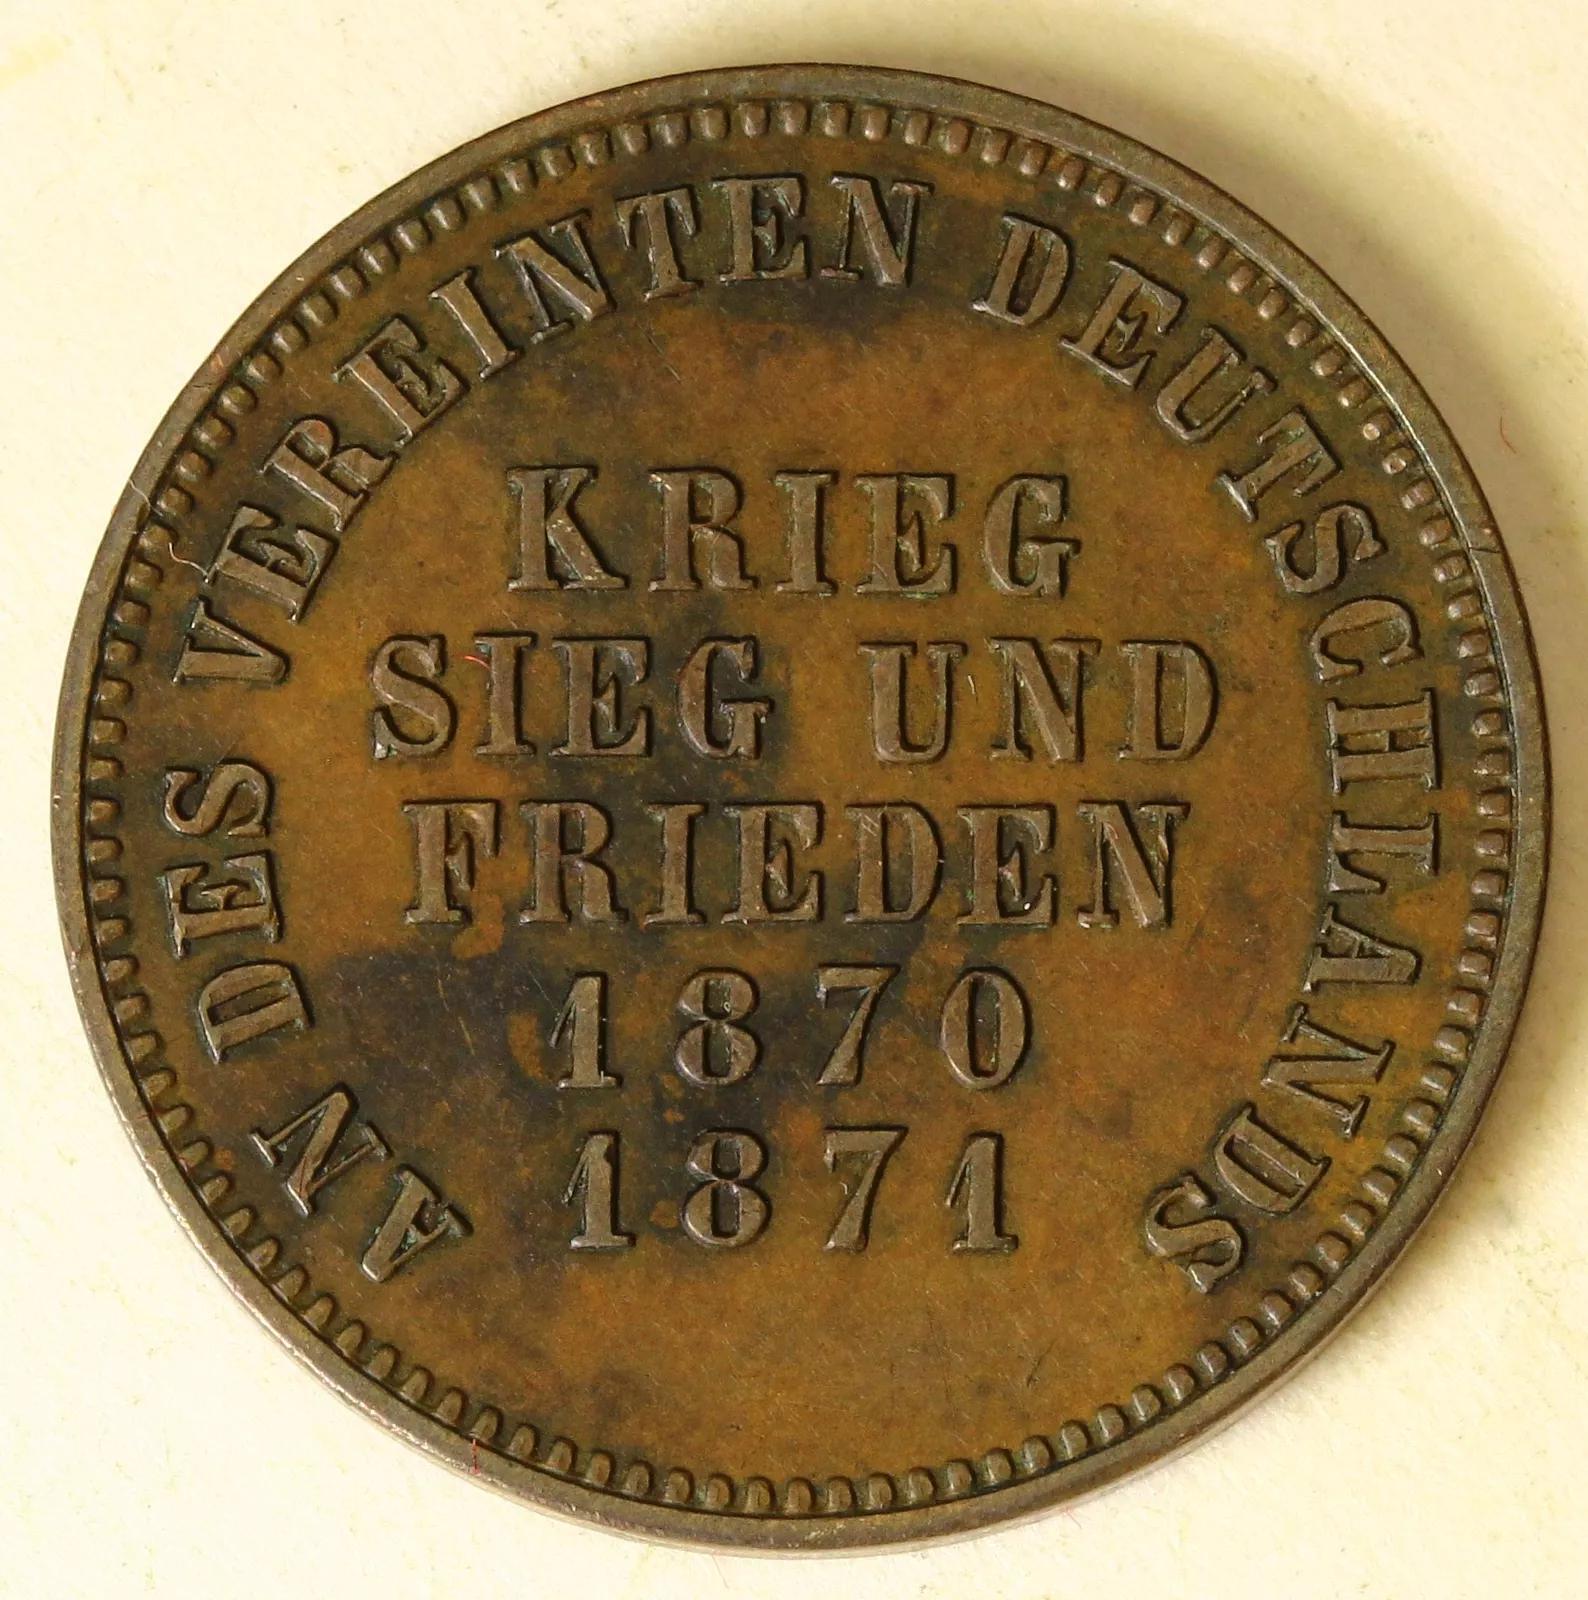 AN DES VEREINTEN DEUTSCHLANDS
KRIEG
SIEG UND
FRIEDEN
1870
1871